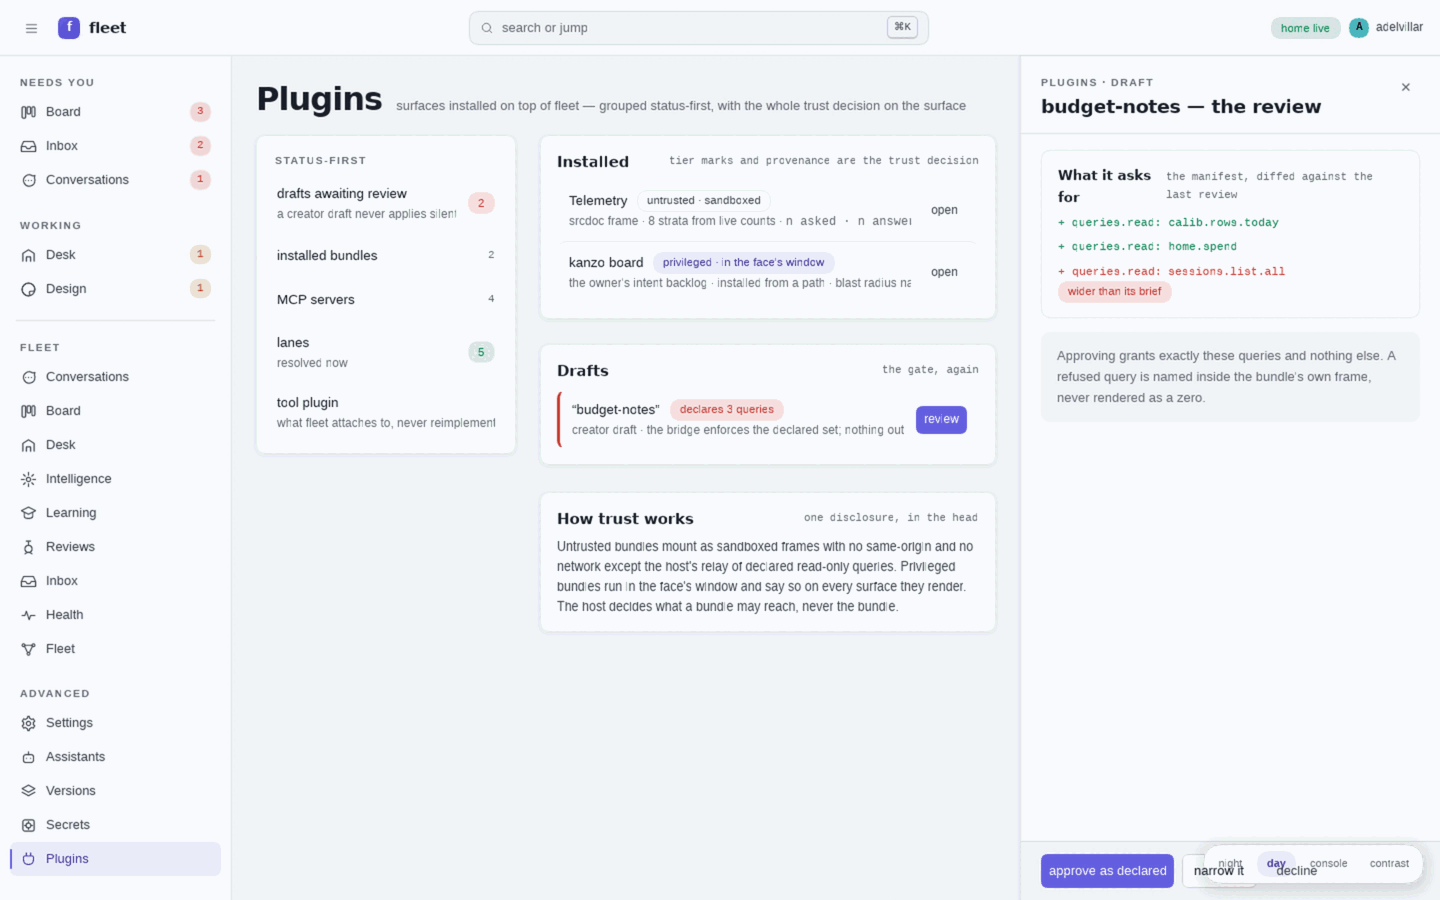 f fleet
search or jump ⌘K
home live A adelvillar
NEEDS YOU
Board 3
Inbox 2
Conversations 1
WORKING
Desk 1
Design 1
FLEET
Conversations
Board
Desk
Intelligence
Learning
Reviews
Inbox
Health
Fleet
ADVANCED
Settings
Assistants
Versions
Secrets
Plugins
Plugins surfaces installed on top of fleet — grouped status-first, with the whole trust decision on the surface
STATUS-FIRST
drafts awaiting review 2
a creator draft never applies silent
installed bundles 2
MCP servers 4
lanes 5
resolved now
tool plugin
what fleet attaches to, never reimplement
Installed tier marks and provenance are the trust decision
Telemetry untrusted · sandboxed
srcdoc frame · 8 strata from live counts · n asked · n answer
open
kanzo board privileged · in the face's window
the owner's intent backlog · installed from a path · blast radius na
open
Drafts the gate, again
“budget-notes” declares 3 queries
creator draft · the bridge enforces the declared set; nothing out
review
How trust works one disclosure, in the head
Untrusted bundles mount as sandboxed frames with no same-origin and no
network except the host's relay of declared read-only queries. Privileged
bundles run in the face's window and say so on every surface they render.
The host decides what a bundle may reach, never the bundle.
PLUGINS · DRAFT
budget-notes — the review
×
What it asks
for
the manifest, diffed against the
last review
+ queries.read: calib.rows.today
+ queries.read: home.spend
+ queries.read: sessions.list.all
wider than its brief
Approving grants exactly these queries and nothing else. A
refused query is named inside the bundle's own frame,
never rendered as a zero.
approve as declared narrow it decline
night day console contrast